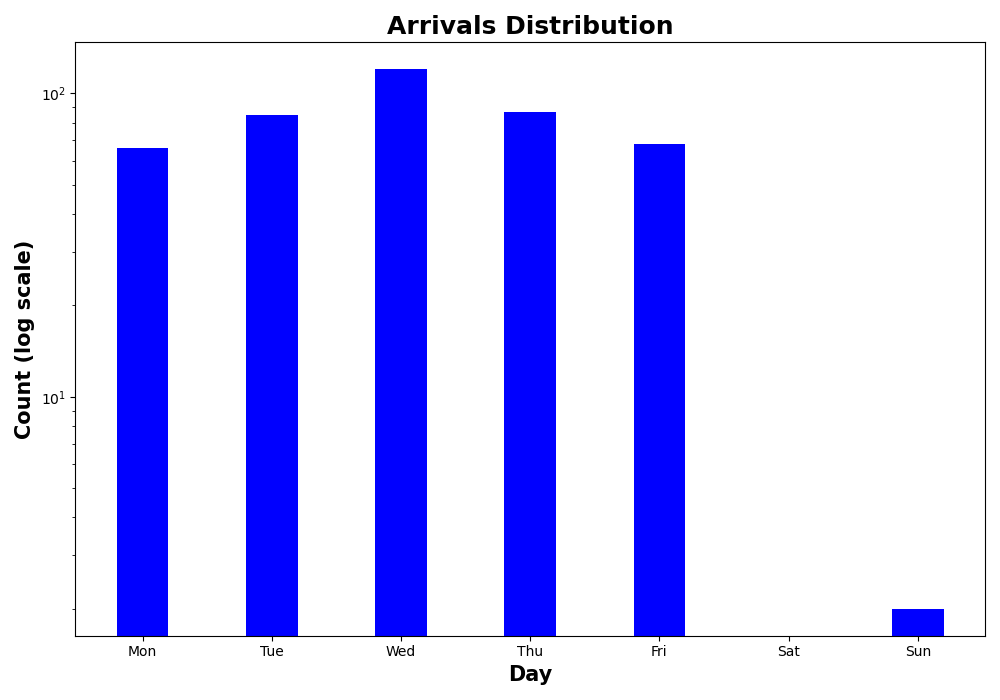 Arrivals Distribution
Count (log scale)
10²
10¹
Mon Tue Wed Thu Fri Sat Sun
Day